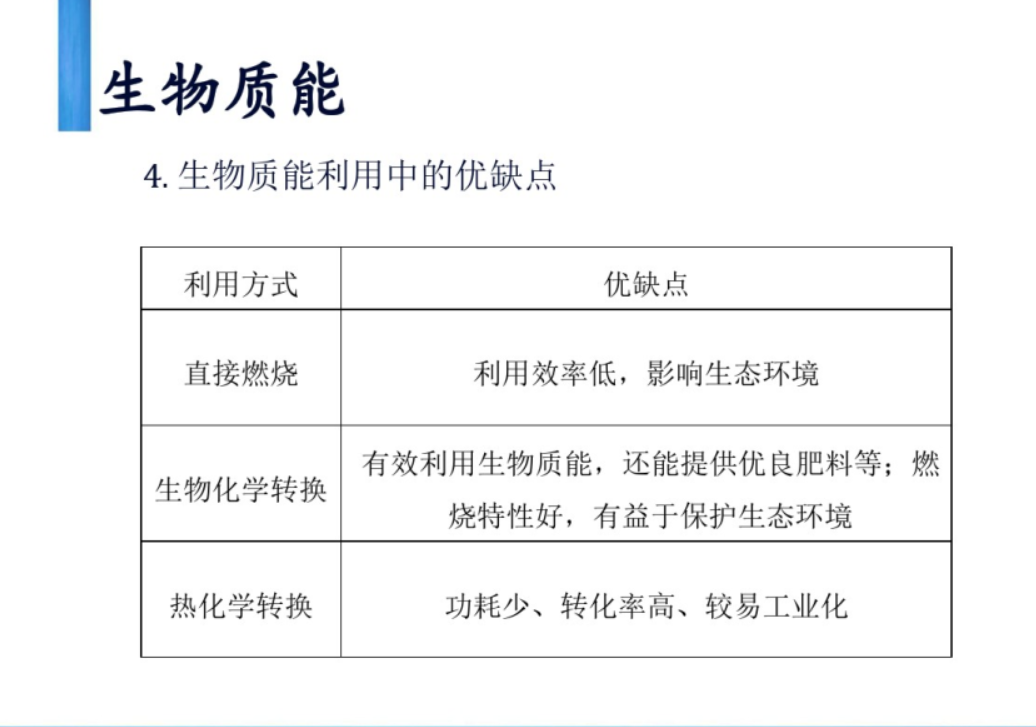 生物质能
4. 生物质能利用中的优缺点
利用方式
优缺点
直接燃烧
利用效率低，影响生态环境
生物化学转换
有效利用生物质能，还能提供优良肥料等；燃
烧特性好，有益于保护生态环境
热化学转换
功耗少、转化率高、较易工业化